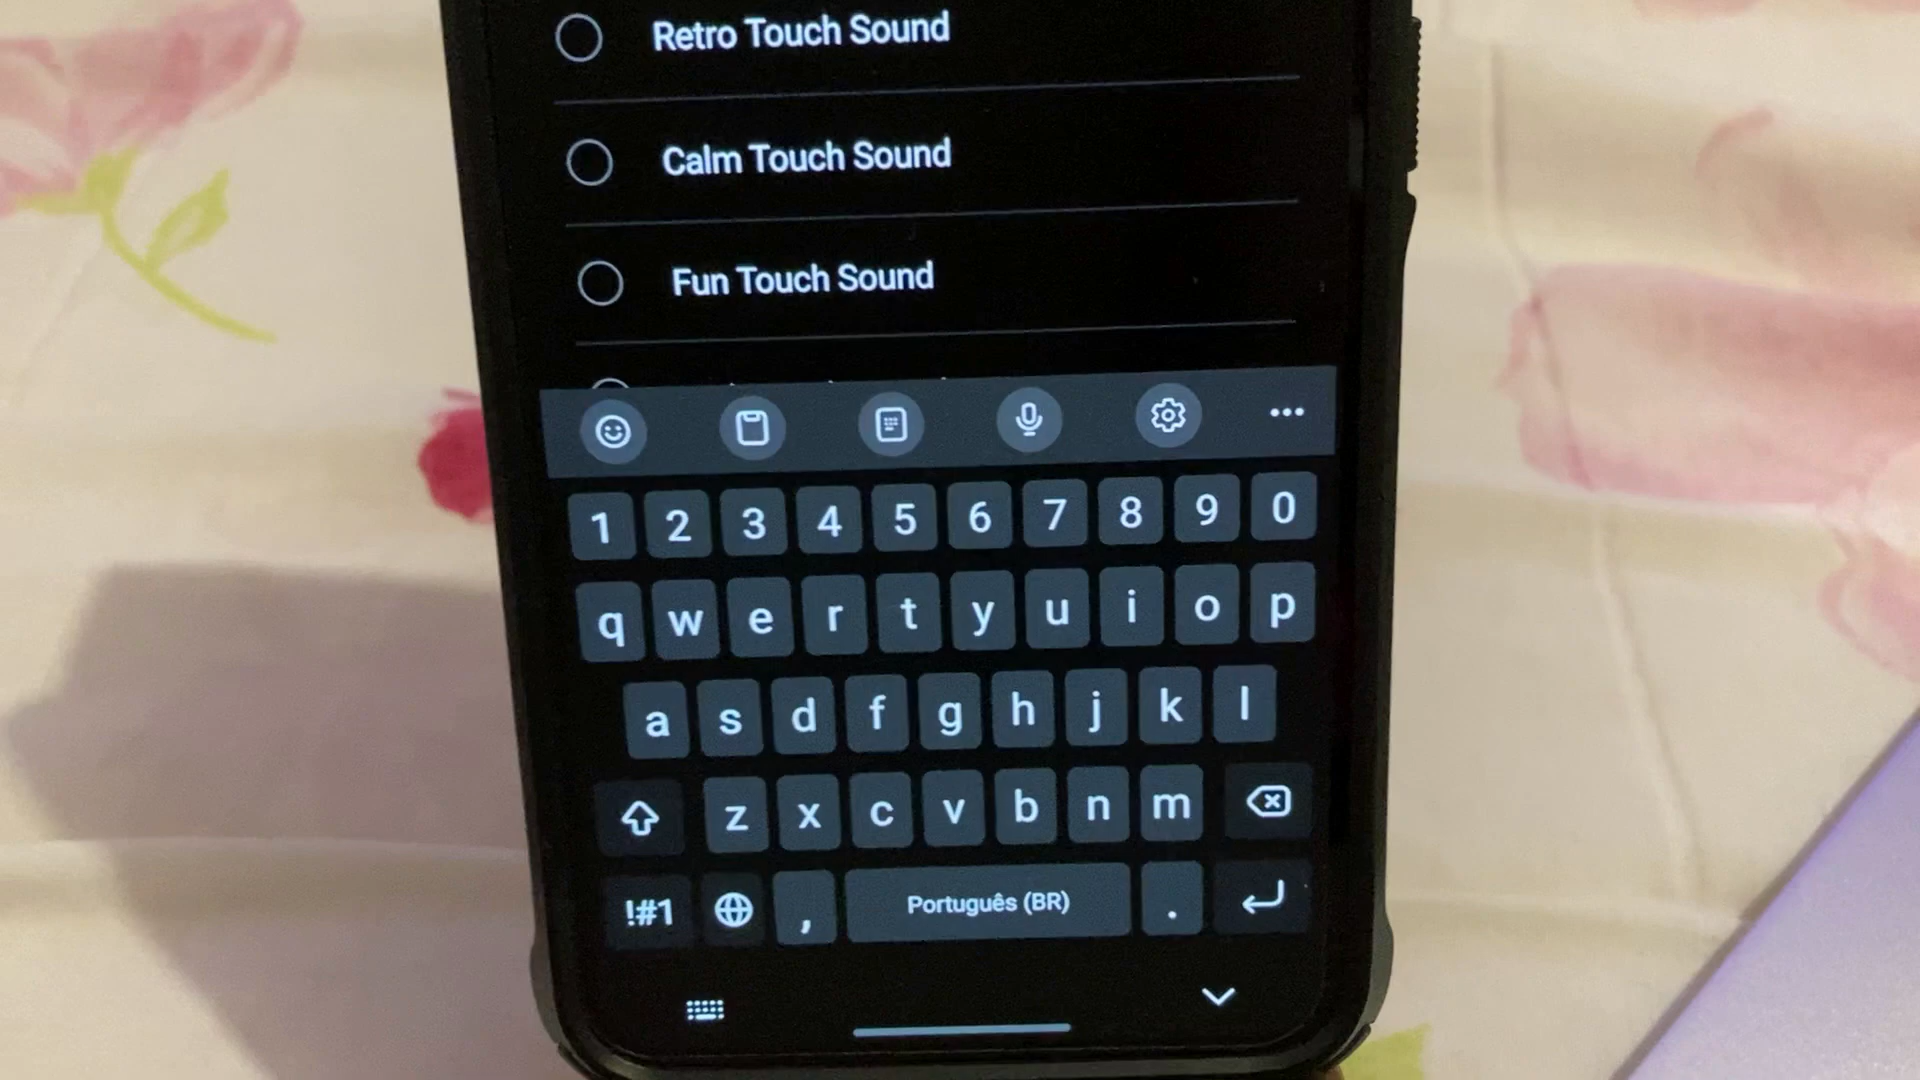 Retro Touch Sound
Calm Touch Sound
Fun Touch Sound
1 2 3 4 5 6 7 8 9 0
q w e r t y u i o p
a s d f g h j k l
z x c v b n m
!#1 , Português (BR) .